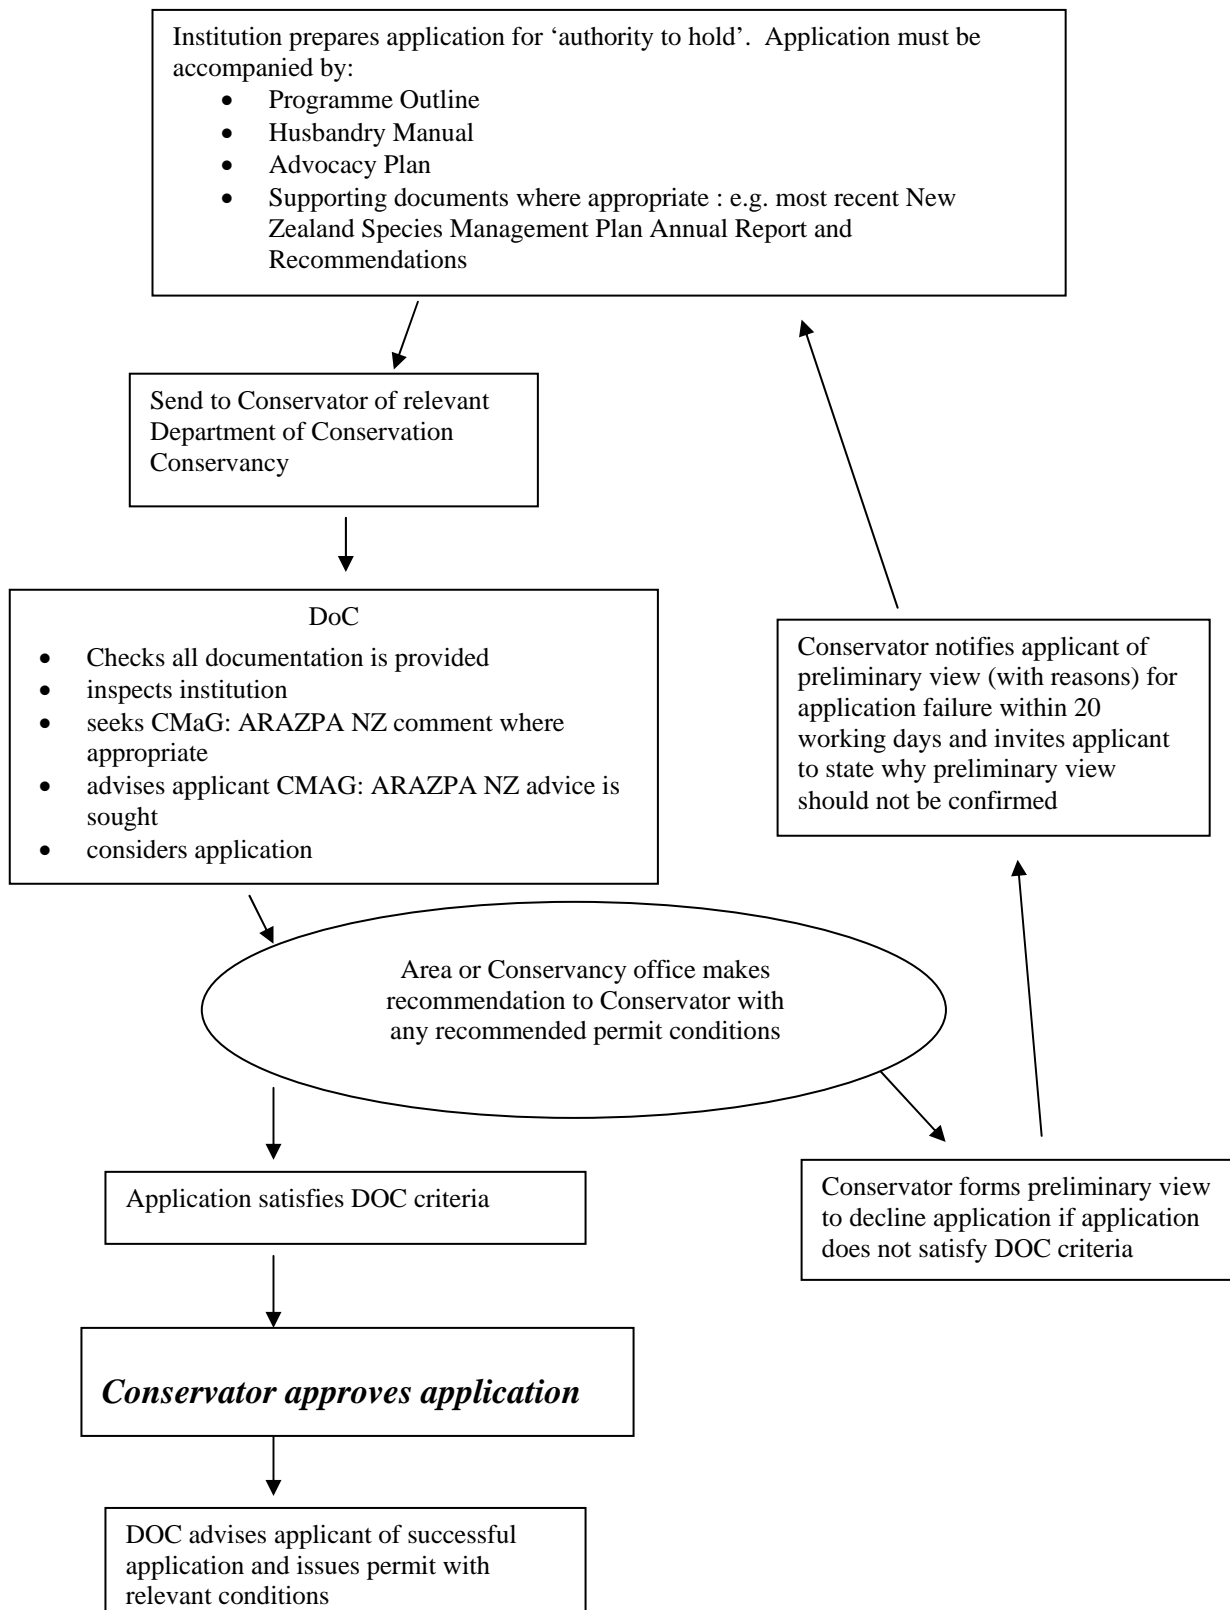 Institution prepares application for ‘authority to hold’.  Application must be
accompanied by:
• Programme Outline
• Husbandry Manual
• Advocacy Plan
• Supporting documents where appropriate : e.g. most recent New
Zealand Species Management Plan Annual Report and
Recommendations
Send to Conservator of relevant
Department of Conservation
Conservancy
DoC
• Checks all documentation is provided
• inspects institution
• seeks CMaG: ARAZPA NZ comment where
appropriate
• advises applicant CMAG: ARAZPA NZ advice is
sought
• considers application
Conservator notifies applicant of
preliminary view (with reasons) for
application failure within 20
working days and invites applicant
to state why preliminary view
should not be confirmed
Area or Conservancy office makes
recommendation to Conservator with
any recommended permit conditions
Application satisfies DOC criteria
Conservator forms preliminary view
to decline application if application
does not satisfy DOC criteria
Conservator approves application
DOC advises applicant of successful
application and issues permit with
relevant conditions